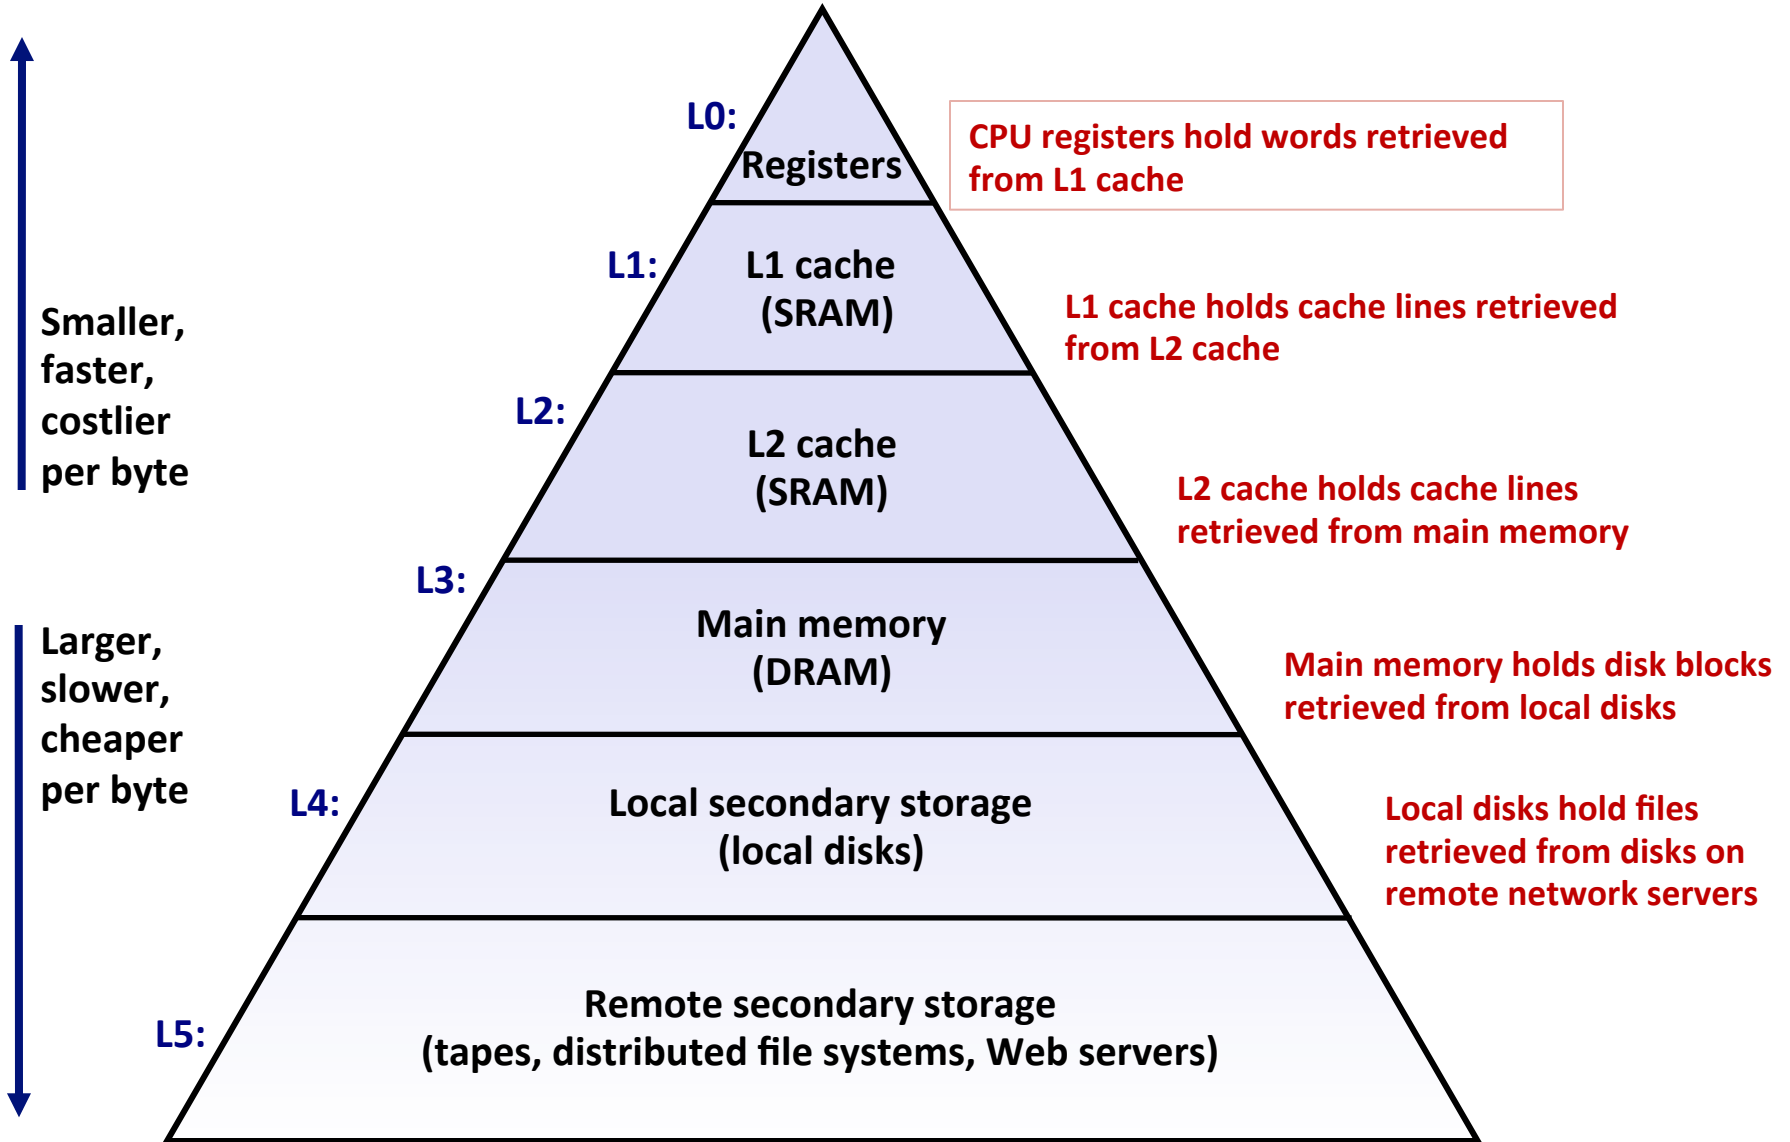 L0:
Registers
CPU registers hold words retrieved
from L1 cache
L1:
L1 cache
(SRAM)
L1 cache holds cache lines retrieved
from L2 cache
Smaller,
faster,
costlier
per byte
L2:
L2 cache
(SRAM)
L2 cache holds cache lines
retrieved from main memory
L3:
Main memory
(DRAM)
Main memory holds disk blocks
retrieved from local disks
Larger,
slower,
cheaper
per byte
L4:
Local secondary storage
(local disks)
Local disks hold files
retrieved from disks on
remote network servers
L5:
Remote secondary storage
(tapes, distributed file systems, Web servers)